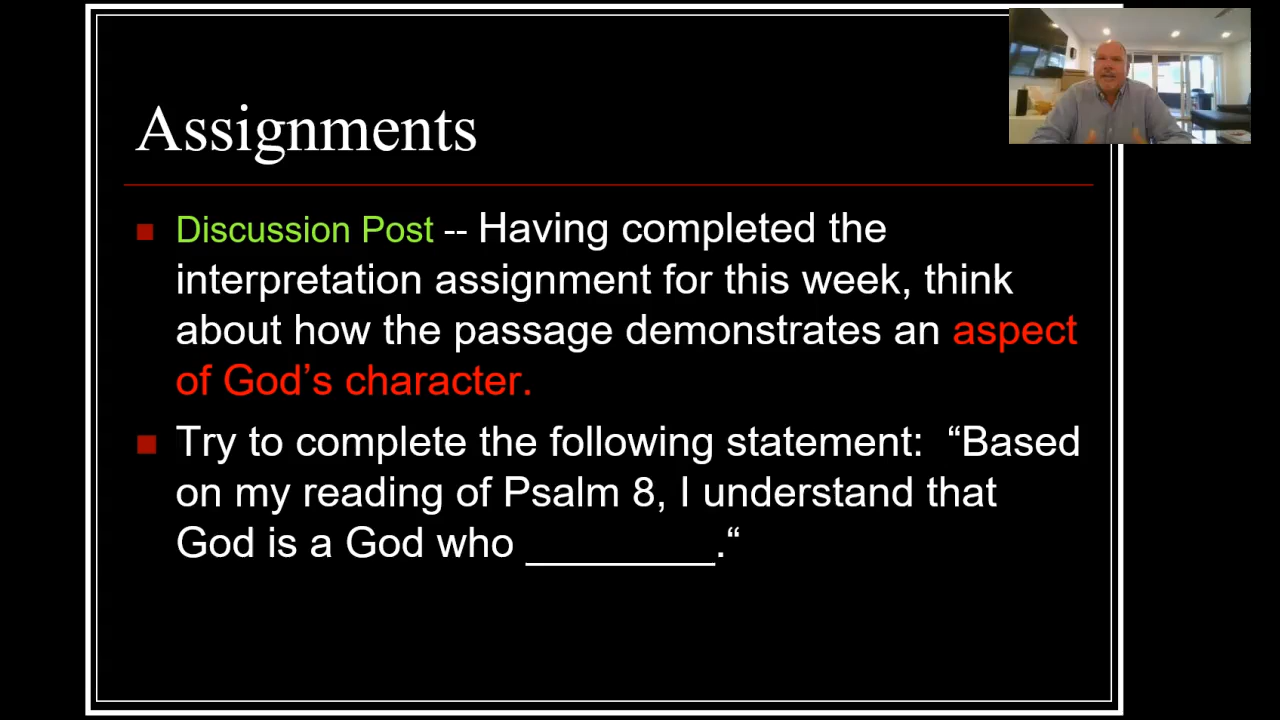 Assignments
Discussion Post -- Having completed the
interpretation assignment for this week, think
about how the passage demonstrates an aspect
of God’s character.
Try to complete the following statement:  “Based
on my reading of Psalm 8, I understand that
God is a God who _________.“